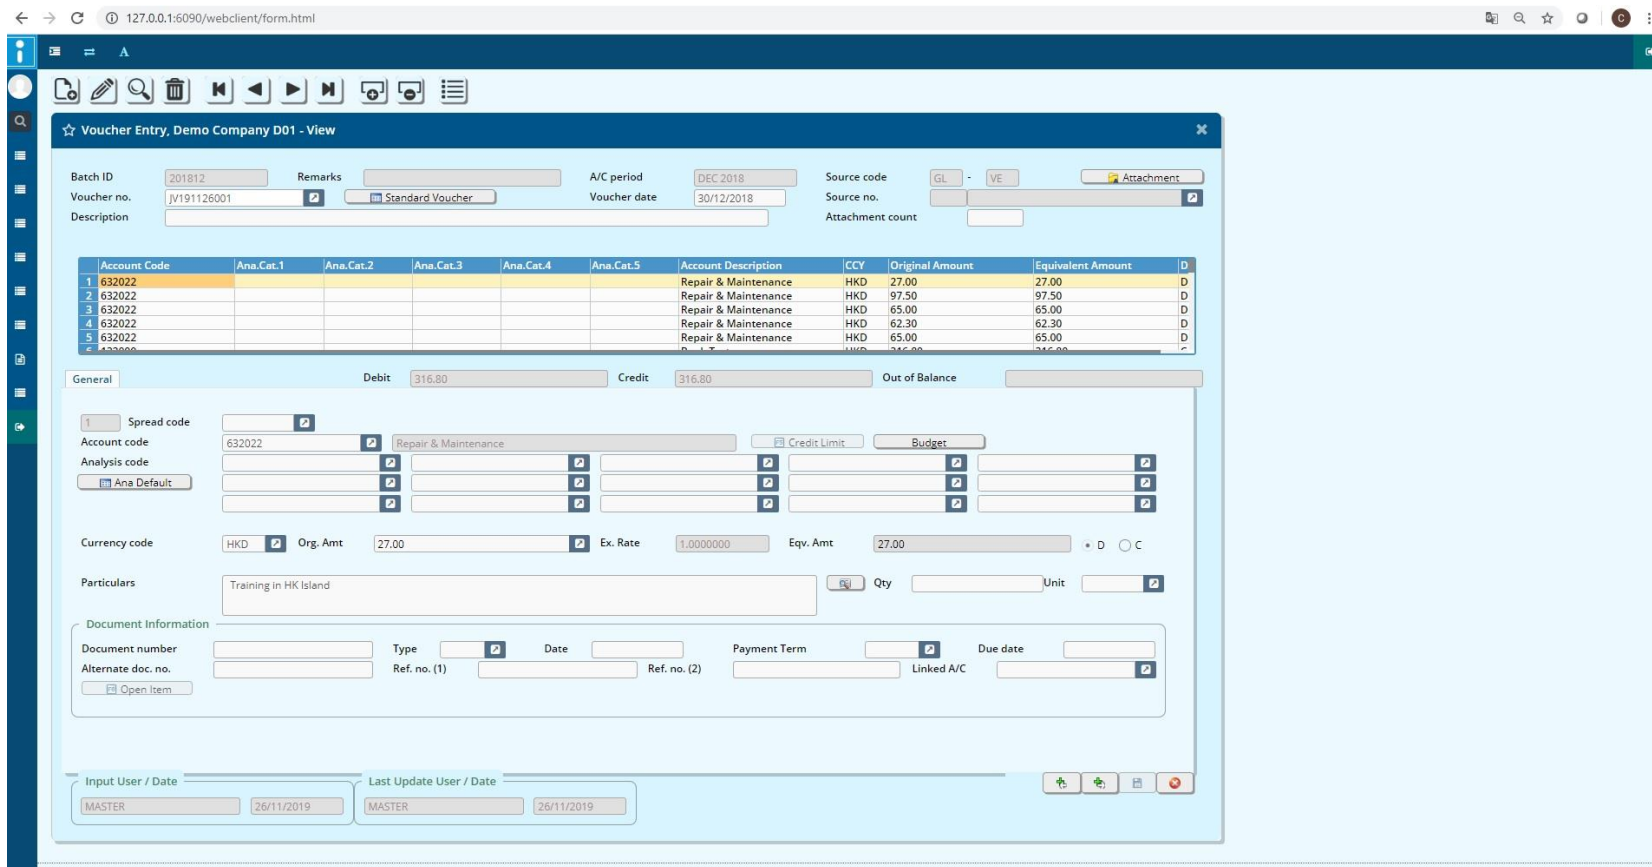 127.0.0.1:6090/webclient/form.html
C
A
Voucher Entry, Demo Company D01 - View
Batch ID 201812 Remarks A/C period DEC 2018 Source code GL - VE Attachment
Voucher no. JV191126001 Standard Voucher Voucher date 30/12/2018 Source no.
Description Attachment count
Account Code Ana.Cat.1 Ana.Cat.2 Ana.Cat.3 Ana.Cat.4 Ana.Cat.5 Account Description CCY Original Amount Equivalent Amount D
1 632022 Repair & Maintenance HKD 27.00 27.00 D
2 632022 Repair & Maintenance HKD 97.50 97.50 D
3 632022 Repair & Maintenance HKD 65.00 65.00 D
4 632022 Repair & Maintenance HKD 62.30 62.30 D
5 632022 Repair & Maintenance HKD 65.00 65.00 D
General Debit 316.80 Credit 316.80 Out of Balance
1 Spread code
Account code 632022 Repair & Maintenance Credit Limit Budget
Analysis code
Ana Default
Currency code HKD Org. Amt 27.00 Ex. Rate 1.0000000 Eqv. Amt 27.00 D C
Particulars Training in HK Island Qty Unit
Document Information
Document number Type Date Payment Term Due date
Alternate doc. no. Ref. no. (1) Ref. no. (2) Linked A/C
Open Item
Input User / Date Last Update User / Date
MASTER 26/11/2019 MASTER 26/11/2019